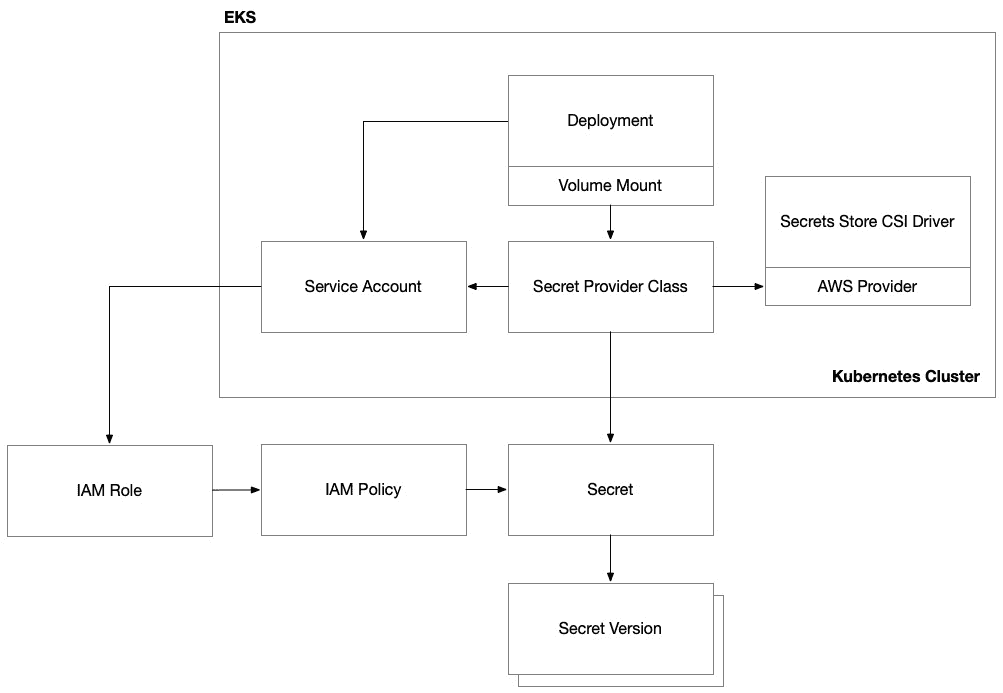 EKS
Deployment
Volume Mount
Secrets Store CSI Driver
Service Account
Secret Provider Class
AWS Provider
Kubernetes Cluster
IAM Role
IAM Policy
Secret
Secret Version